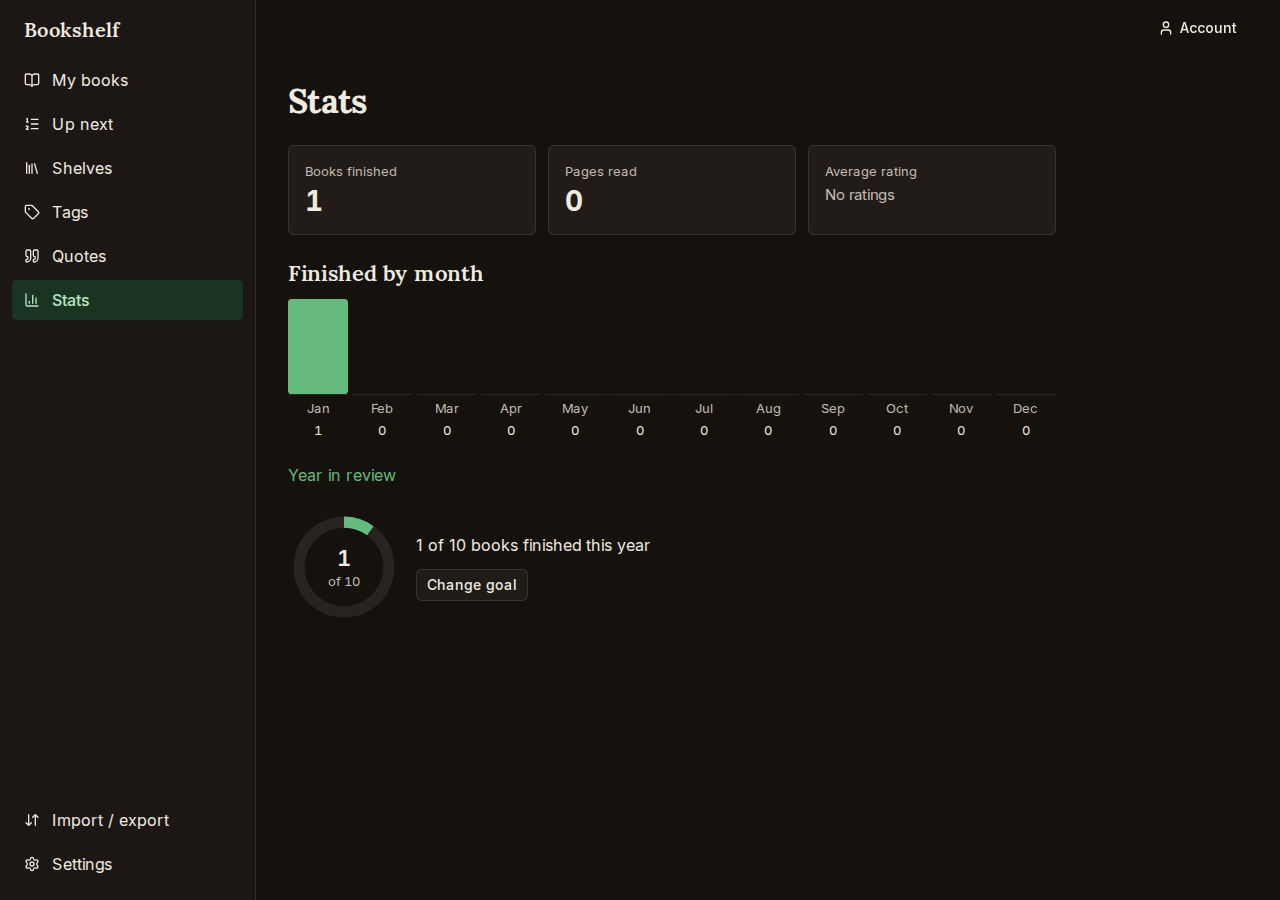 Bookshelf
My books
Up next
Shelves
Tags
Quotes
Stats
Import / export
Settings
Account
Stats
Books finished
1
Pages read
0
Average rating
No ratings
Finished by month
Jan Feb Mar Apr May Jun Jul Aug Sep Oct Nov Dec
1 0 0 0 0 0 0 0 0 0 0 0
Year in review
1
of 10
1 of 10 books finished this year
Change goal